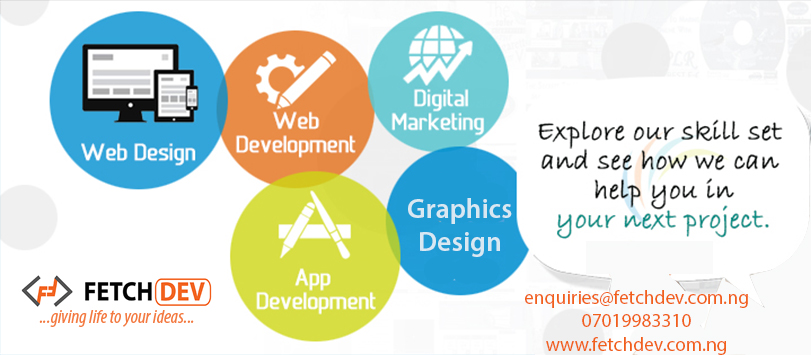 Web Design
Web
Development
Digital
Marketing
App
Development
Graphics
Design
Explore our skill set
and see how we can
help you in
your next project.
FETCH DEV
...giving life to your ideas...
enquiries@fetchdev.com.ng
07019983310
www.fetchdev.com.ng